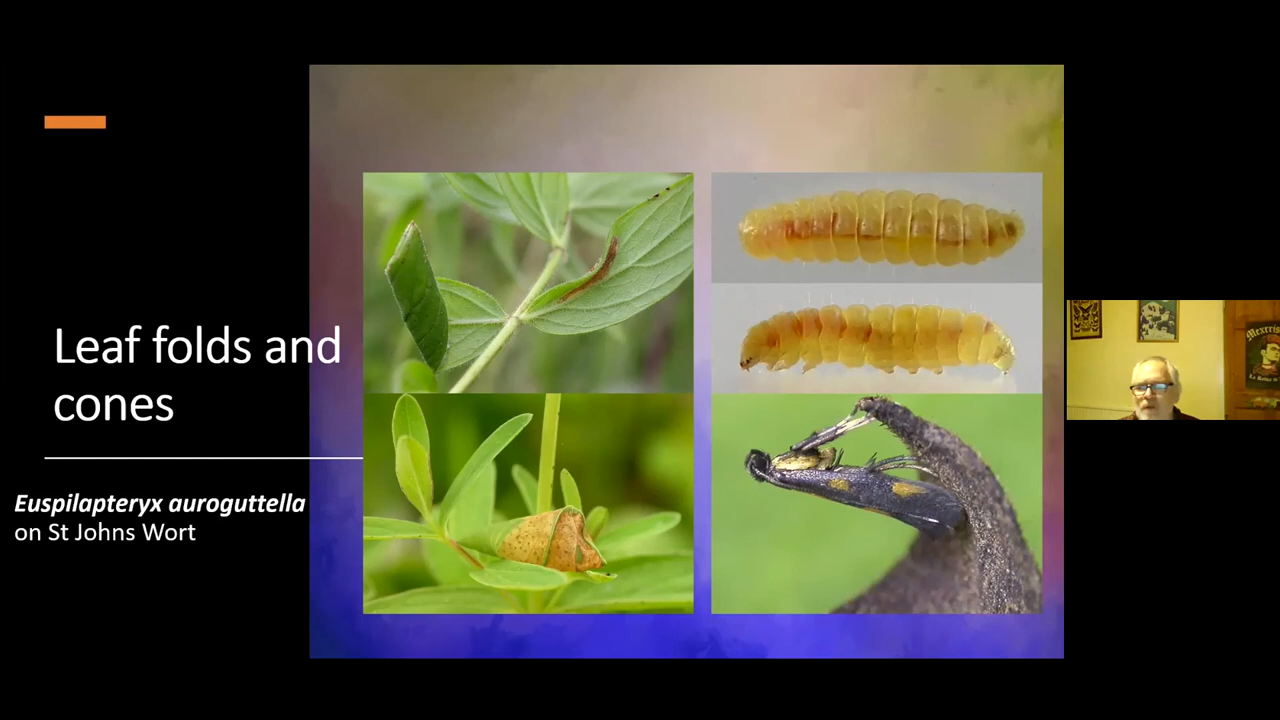 Leaf folds and
cones
Euspilapteryx auroguttella
on St Johns Wort